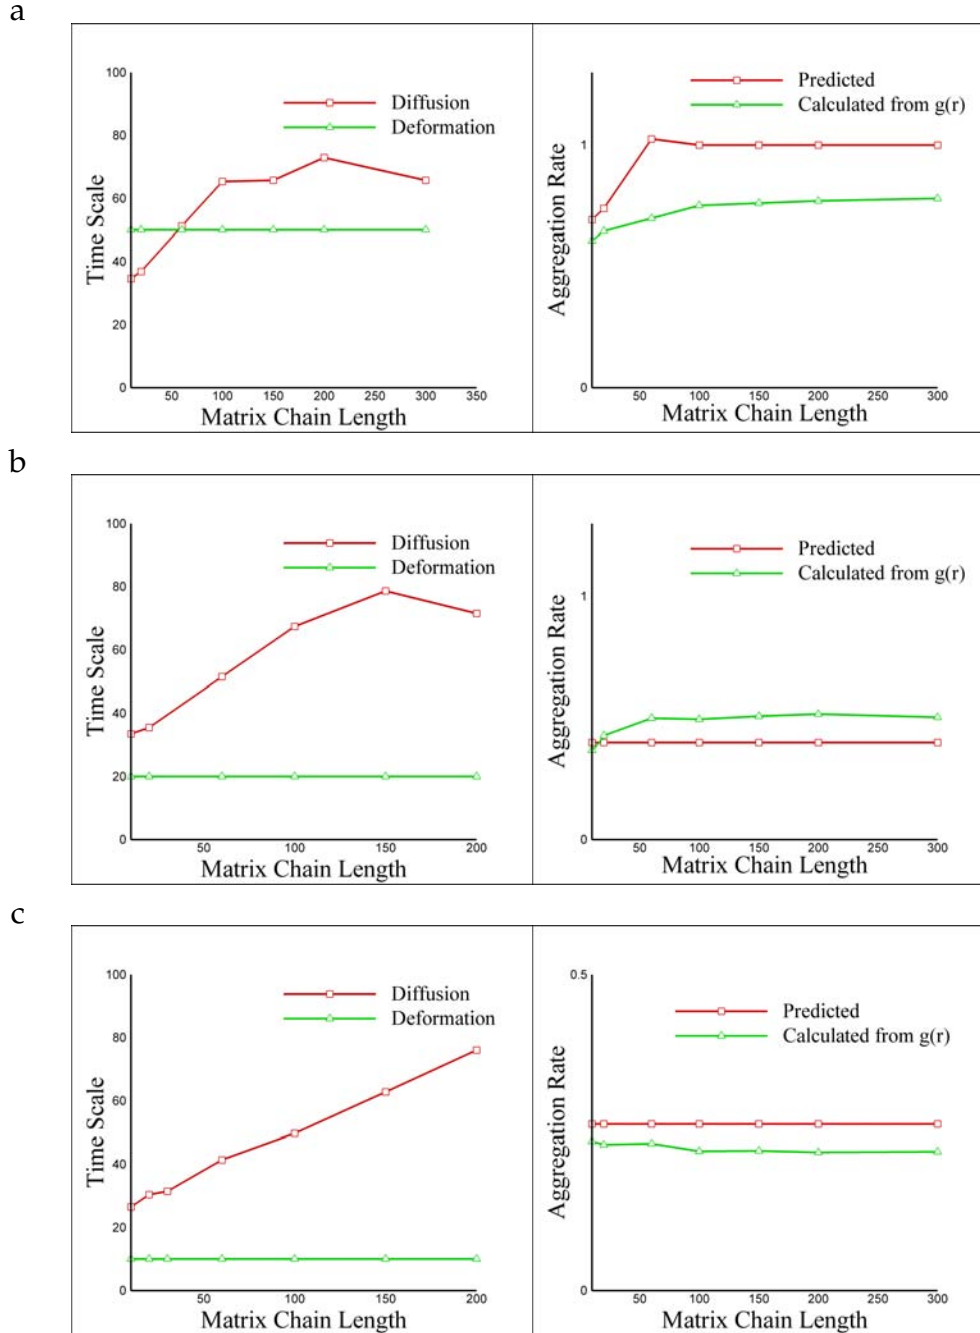 a
100
80
60
40
20
0
Time Scale
Diffusion
Deformation
50 100 150 200 250 300 350
Matrix Chain Length
1
0
Aggregation Rate
Predicted
Calculated from g(r)
50 100 150 200 250 300
Matrix Chain Length
b
100
80
60
40
20
0
Time Scale
Diffusion
Deformation
50 100 150 200
Matrix Chain Length
1
0
Aggregation Rate
Predicted
Calculated from g(r)
50 100 150 200 250 300
Matrix Chain Length
c
100
80
60
40
20
0
Time Scale
Diffusion
Deformation
50 100 150 200
Matrix Chain Length
0.5
0
Aggregation Rate
Predicted
Calculated from g(r)
50 100 150 200 250 300
Matrix Chain Length